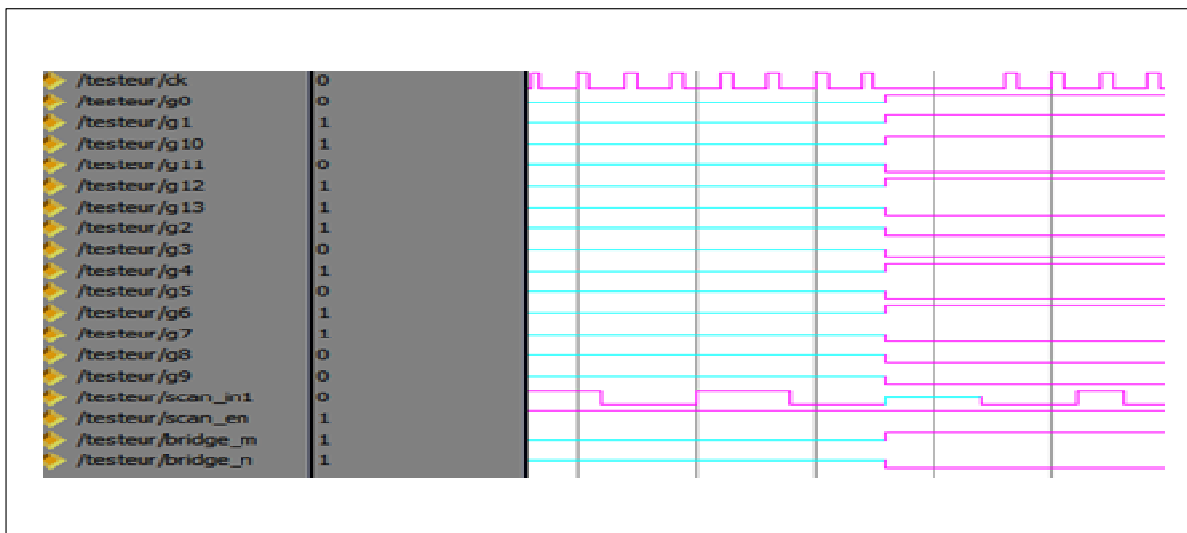 /testeur/ck 0
/testeur/g0 0
/testeur/g1 1
/testeur/g10 1
/testeur/g11 0
/testeur/g12 1
/testeur/g13 1
/testeur/g2 1
/testeur/g3 0
/testeur/g4 1
/testeur/g5 0
/testeur/g6 1
/testeur/g7 1
/testeur/g8 0
/testeur/g9 0
/testeur/scan_in1 0
/testeur/scan_en 1
/testeur/bridge_m 1
/testeur/bridge_n 1